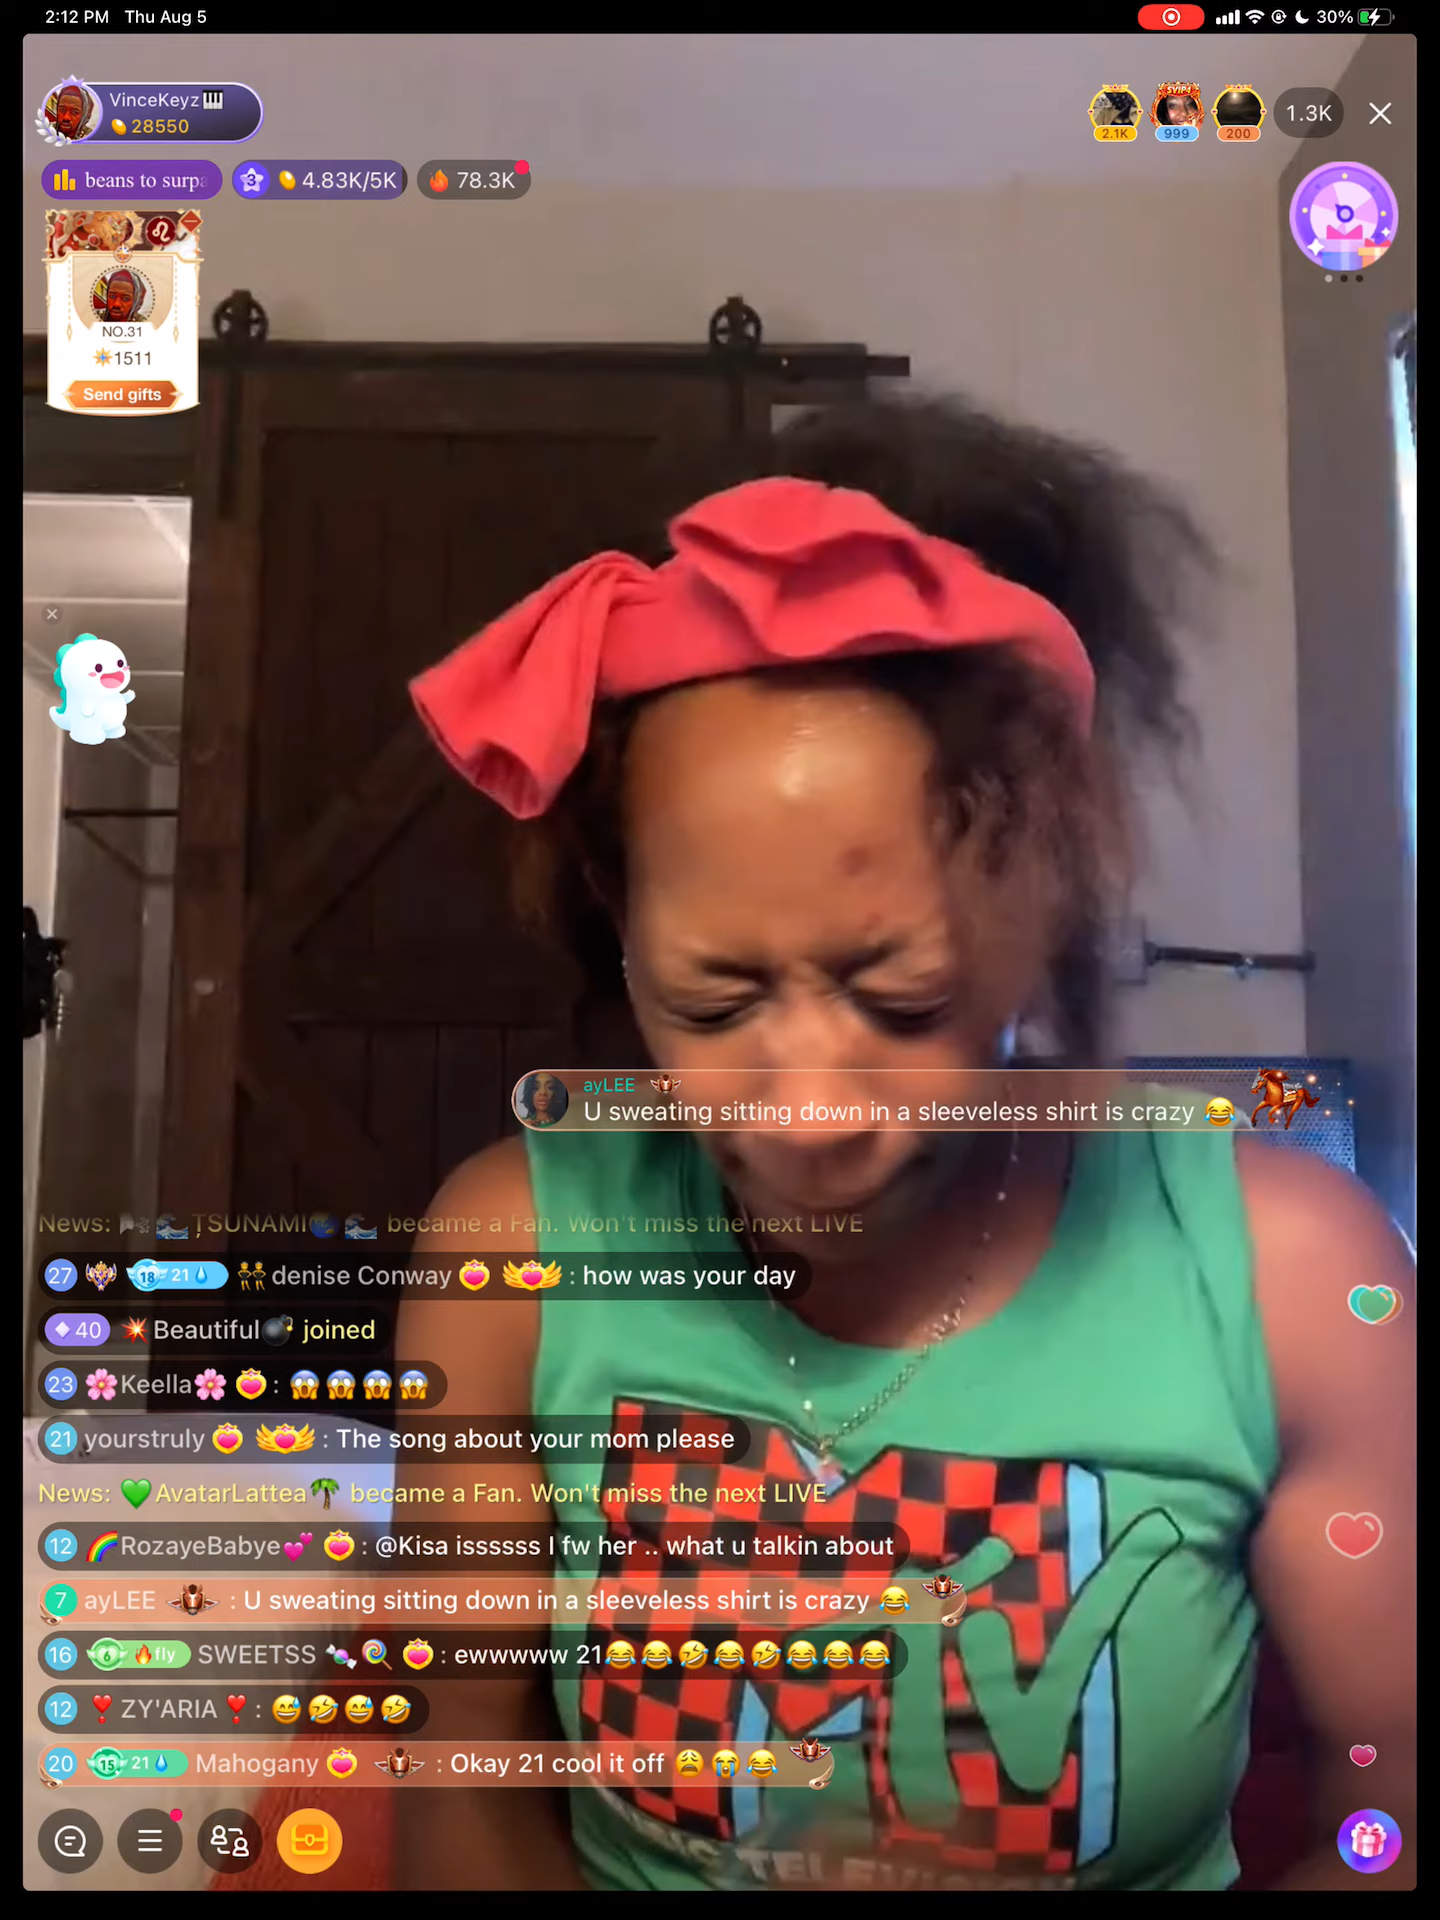 2:12 PM Thu Aug 5
30%
VinceKeyz🎹
28550
2.1K
SVIP4
999
200
1.3K
beans to surp
3 4.83K/5K
78.3K
NO.31
1511
Send gifts
ayLEE
U sweating sitting down in a sleeveless shirt is crazy 😂
News: 🌬🌊ṬSUNAMI🌏🌊 became a Fan. Won't miss the next LIVE
27 18 21💧 👯denise Conway : how was your day
40 💥Beautiful💣 joined
23 🌸Keella🌸 : 😱😱😱😱
21 yourstruly : The song about your mom please
News: 💚AvatarLattea🌴 became a Fan. Won't miss the next LIVE
12 🌈RozayeBabye💕 : @Kisa issssss I fw her .. what u talkin about
7 ayLEE : U sweating sitting down in a sleeveless shirt is crazy 😂
16 6 🔥fly SWEETSS 🍬🍭 : ewwwww 21😂😂🤣😂🤣😂😂😂
12 ❣️ ZY'ARIA ❣️ : 😅🤣😅🤣
20 15 21💧 Mahogany : Okay 21 cool it off 😩😭😂